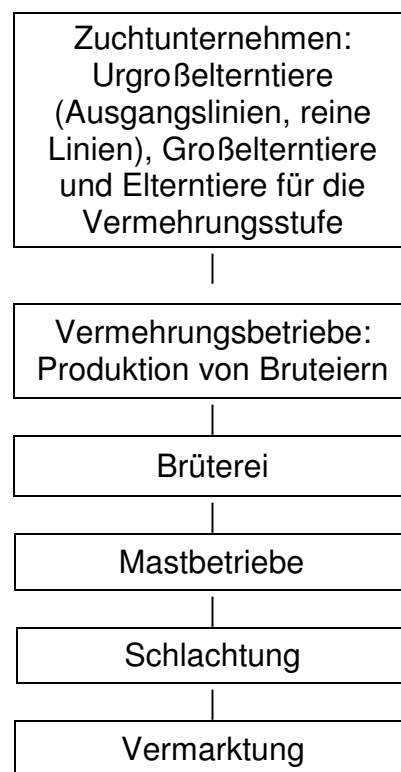 Zuchtunternehmen:
Urgroßelterntiere
(Ausgangslinien, reine
Linien), Großelterntiere
und Elterntiere für die
Vermehrungsstufe
Vermehrungsbetriebe:
Produktion von Bruteiern
Brüterei
Mastbetriebe
Schlachtung
Vermarktung